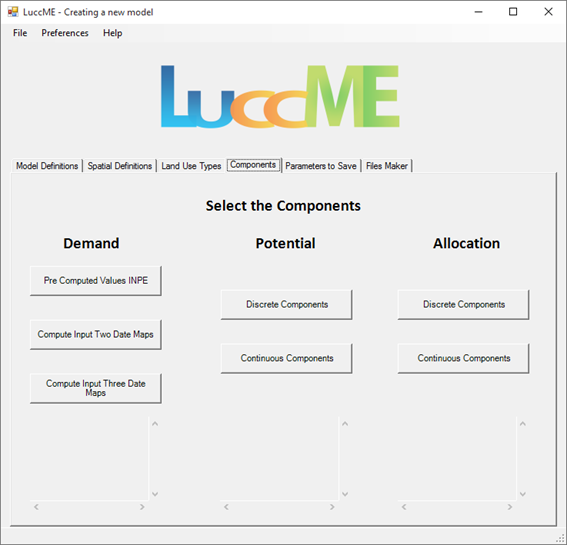 LuccME - Creating a new model
File Preferences Help
LuccME
Model Definitions Spatial Definitions Land Use Types Components Parameters to Save Files Maker
Select the Components
Demand Potential Allocation
Pre Computed Values INPE
Discrete Components Discrete Components
Compute Input Two Date Maps
Continuous Components Continuous Components
Compute Input Three Date
Maps